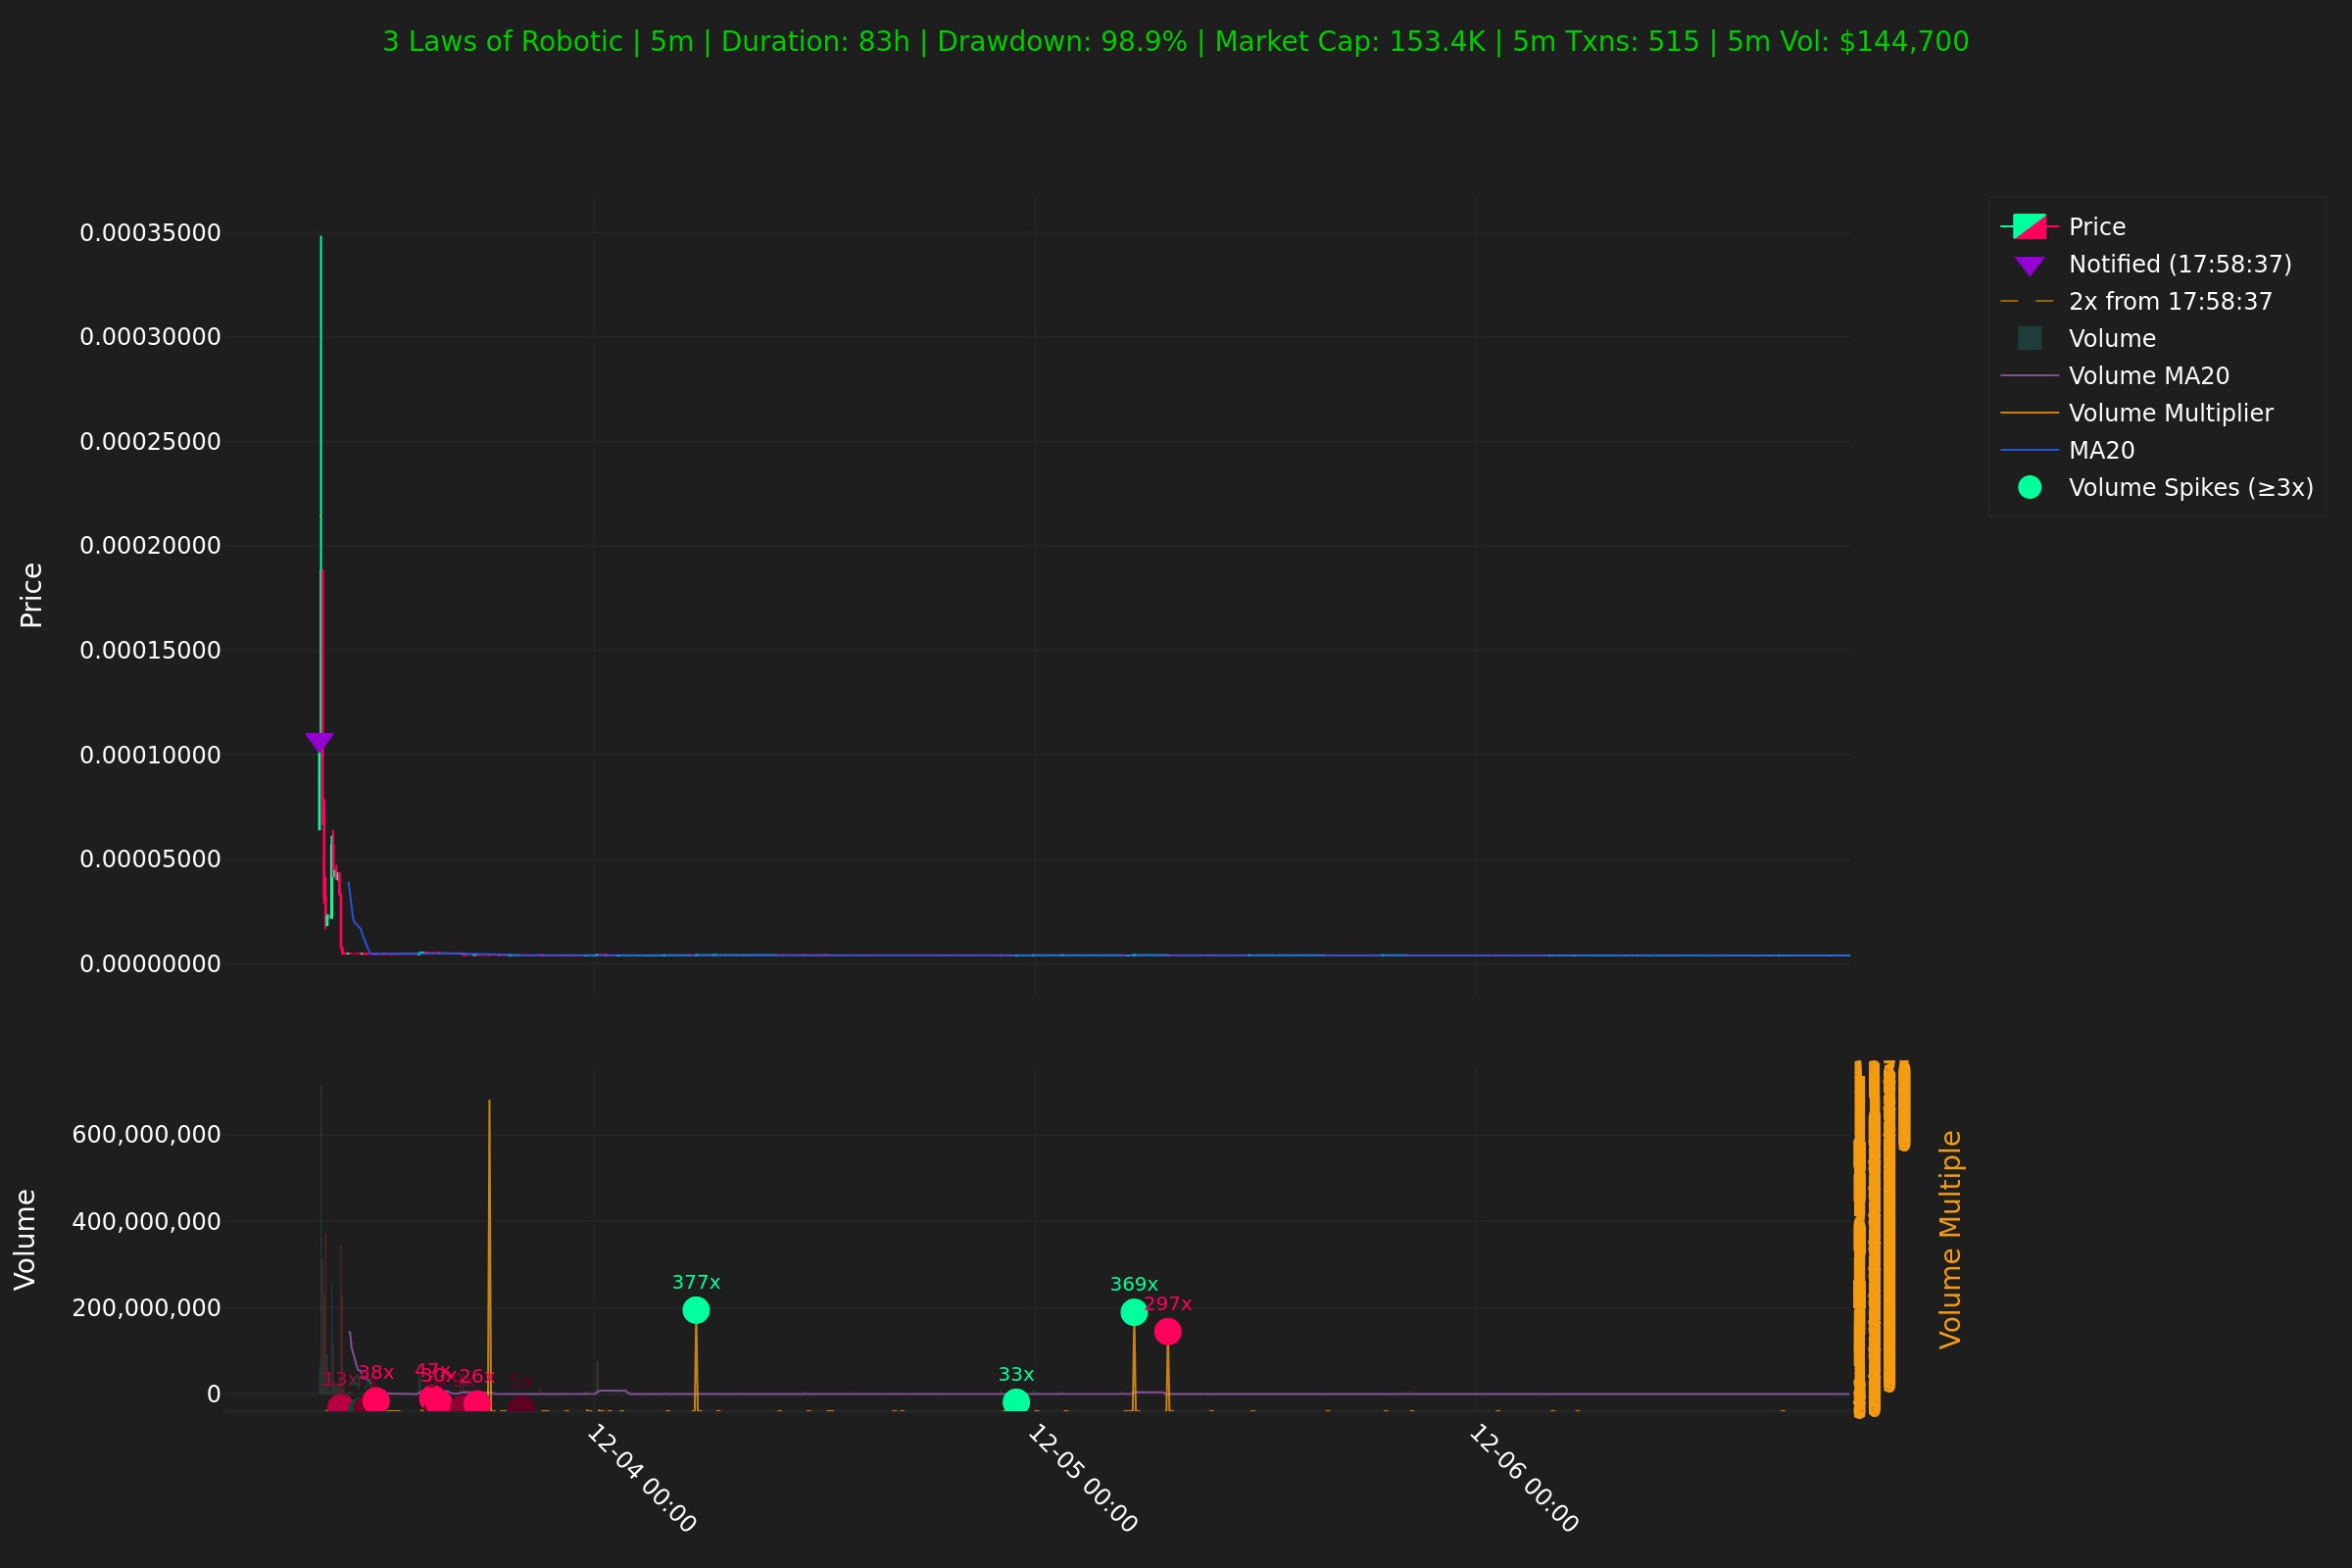 3 Laws of Robotic | 5m | Duration: 83h | Drawdown: 98.9% | Market Cap: 153.4K | 5m Txns: 515 | 5m Vol: $144,700
Price
0.00035000
0.00030000
0.00025000
0.00020000
0.00015000
0.00010000
0.00005000
0.00000000
Price
Notified (17:58:37)
2x from 17:58:37
Volume
Volume MA20
Volume Multiplier
MA20
Volume Spikes (≥3x)
Volume
600,000,000
400,000,000
200,000,000
0
13x
38x
47x
30x
26x
5x
377x
33x
369x
297x
Volume Multiple
12-04 00:00
12-05 00:00
12-06 00:00